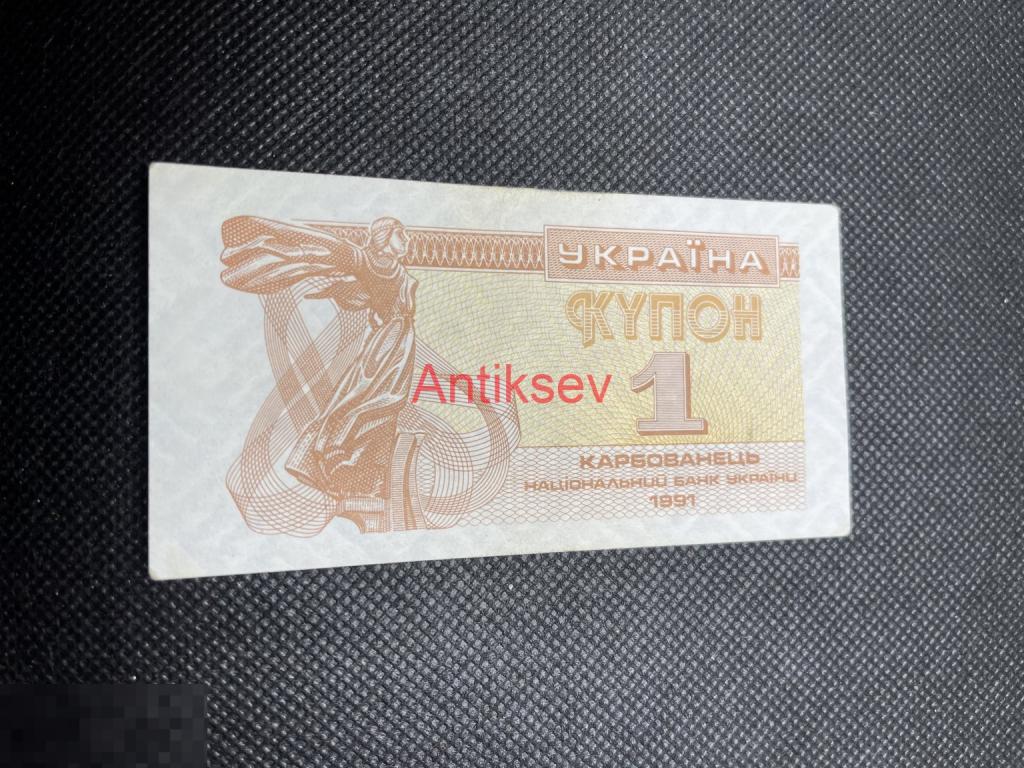 УКРАЇНА
КУПОН
Antiksev
1
КАРБОВАНЕЦЬ
НАЦІОНАЛЬНИЙ БАНК УКРАЇНИ
1991